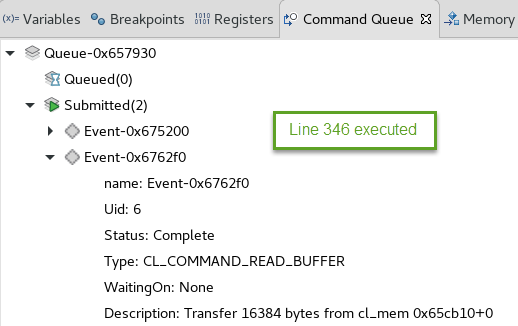 (x)= Variables Breakpoints 1010 0101 Registers Command Queue Memory
Queue-0x657930
Queued(0)
Submitted(2)
Event-0x675200
Line 346 executed
Event-0x6762f0
name: Event-0x6762f0
Uid: 6
Status: Complete
Type: CL_COMMAND_READ_BUFFER
WaitingOn: None
Description: Transfer 16384 bytes from cl_mem 0x65cb10+0